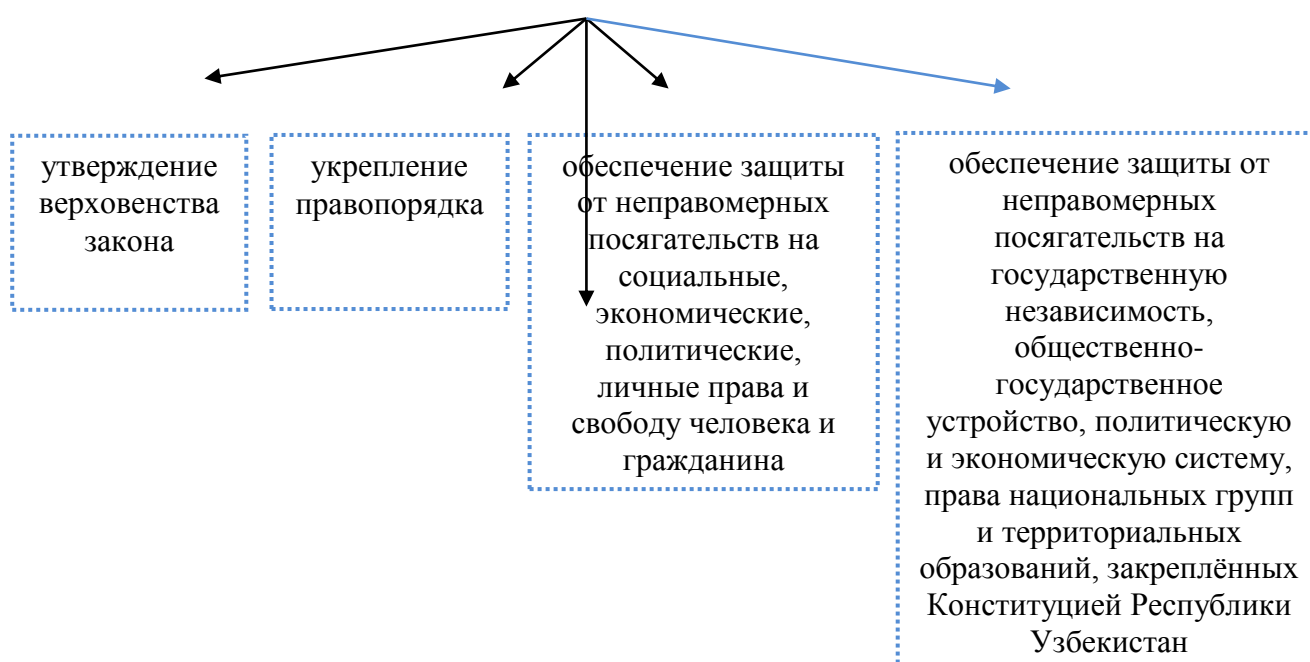 утверждение
верховенства
закона
укрепление
правопорядка
обеспечение защиты
от неправомерных
посягательств на
социальные,
экономические,
политические,
личные права и
свободу человека и
гражданина
обеспечение защиты от
неправомерных
посягательств на
государственную
независимость,
общественно-
государственное
устройство, политическую
и экономическую систему,
права национальных групп
и территориальных
образований, закреплённых
Конституцией Республики
Узбекистан